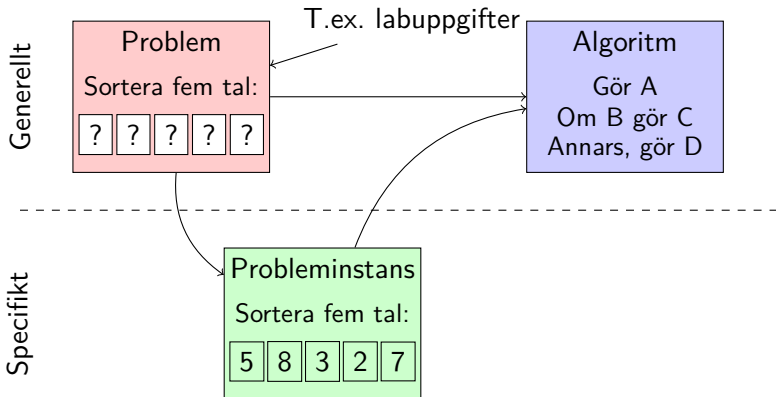 T.ex. labuppgifter
Generellt
Problem
Sortera fem tal:
? ? ? ? ?
Algoritm
Gör A
Om B gör C
Annars, gör D
Specifikt
Probleminstans
Sortera fem tal:
5 8 3 2 7